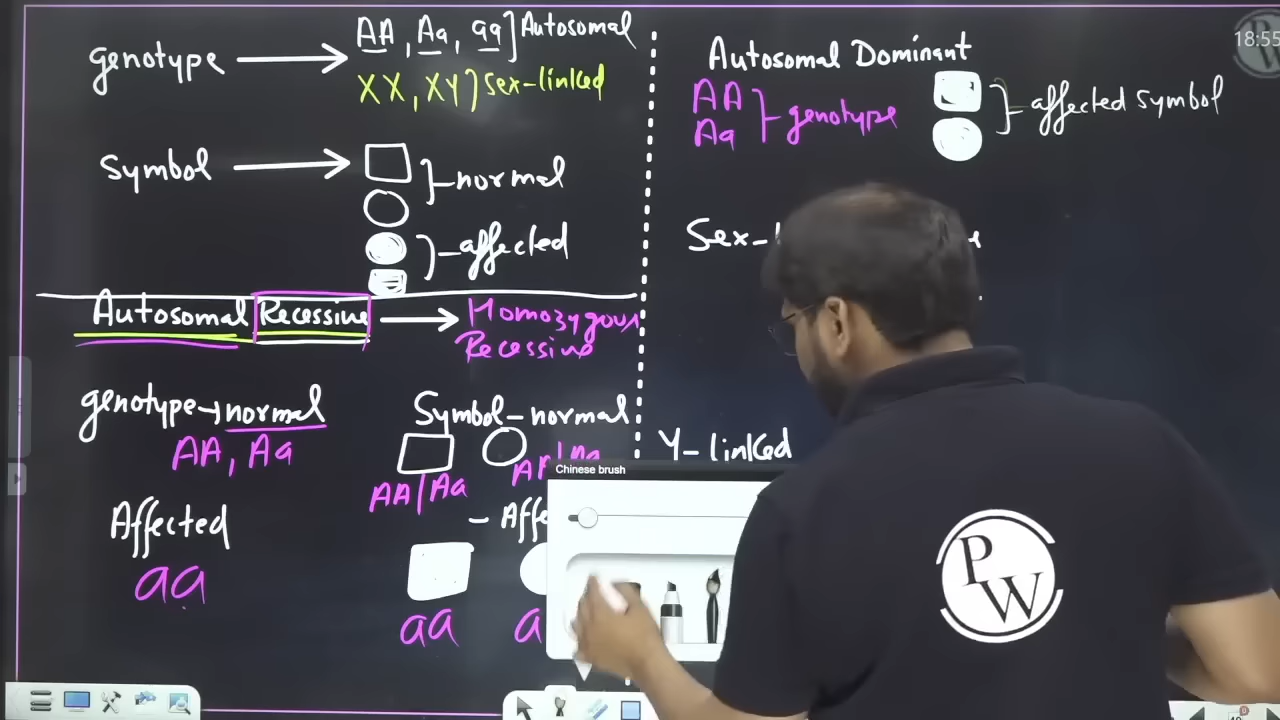 genotype → AA, Aa, aa] Autosomal
XX, XY] Sex-linked
Symbol → normal
affected
Autosomal Recessive → Homozygous
Recessive
genotype → normal
AA, Aa
Affected
aa
Symbol - normal
AA/Aa
aa
Autosomal Dominant
AA
Aa
genotype
affected Symbol
Y-linked
Chinese brush
18:55
PW